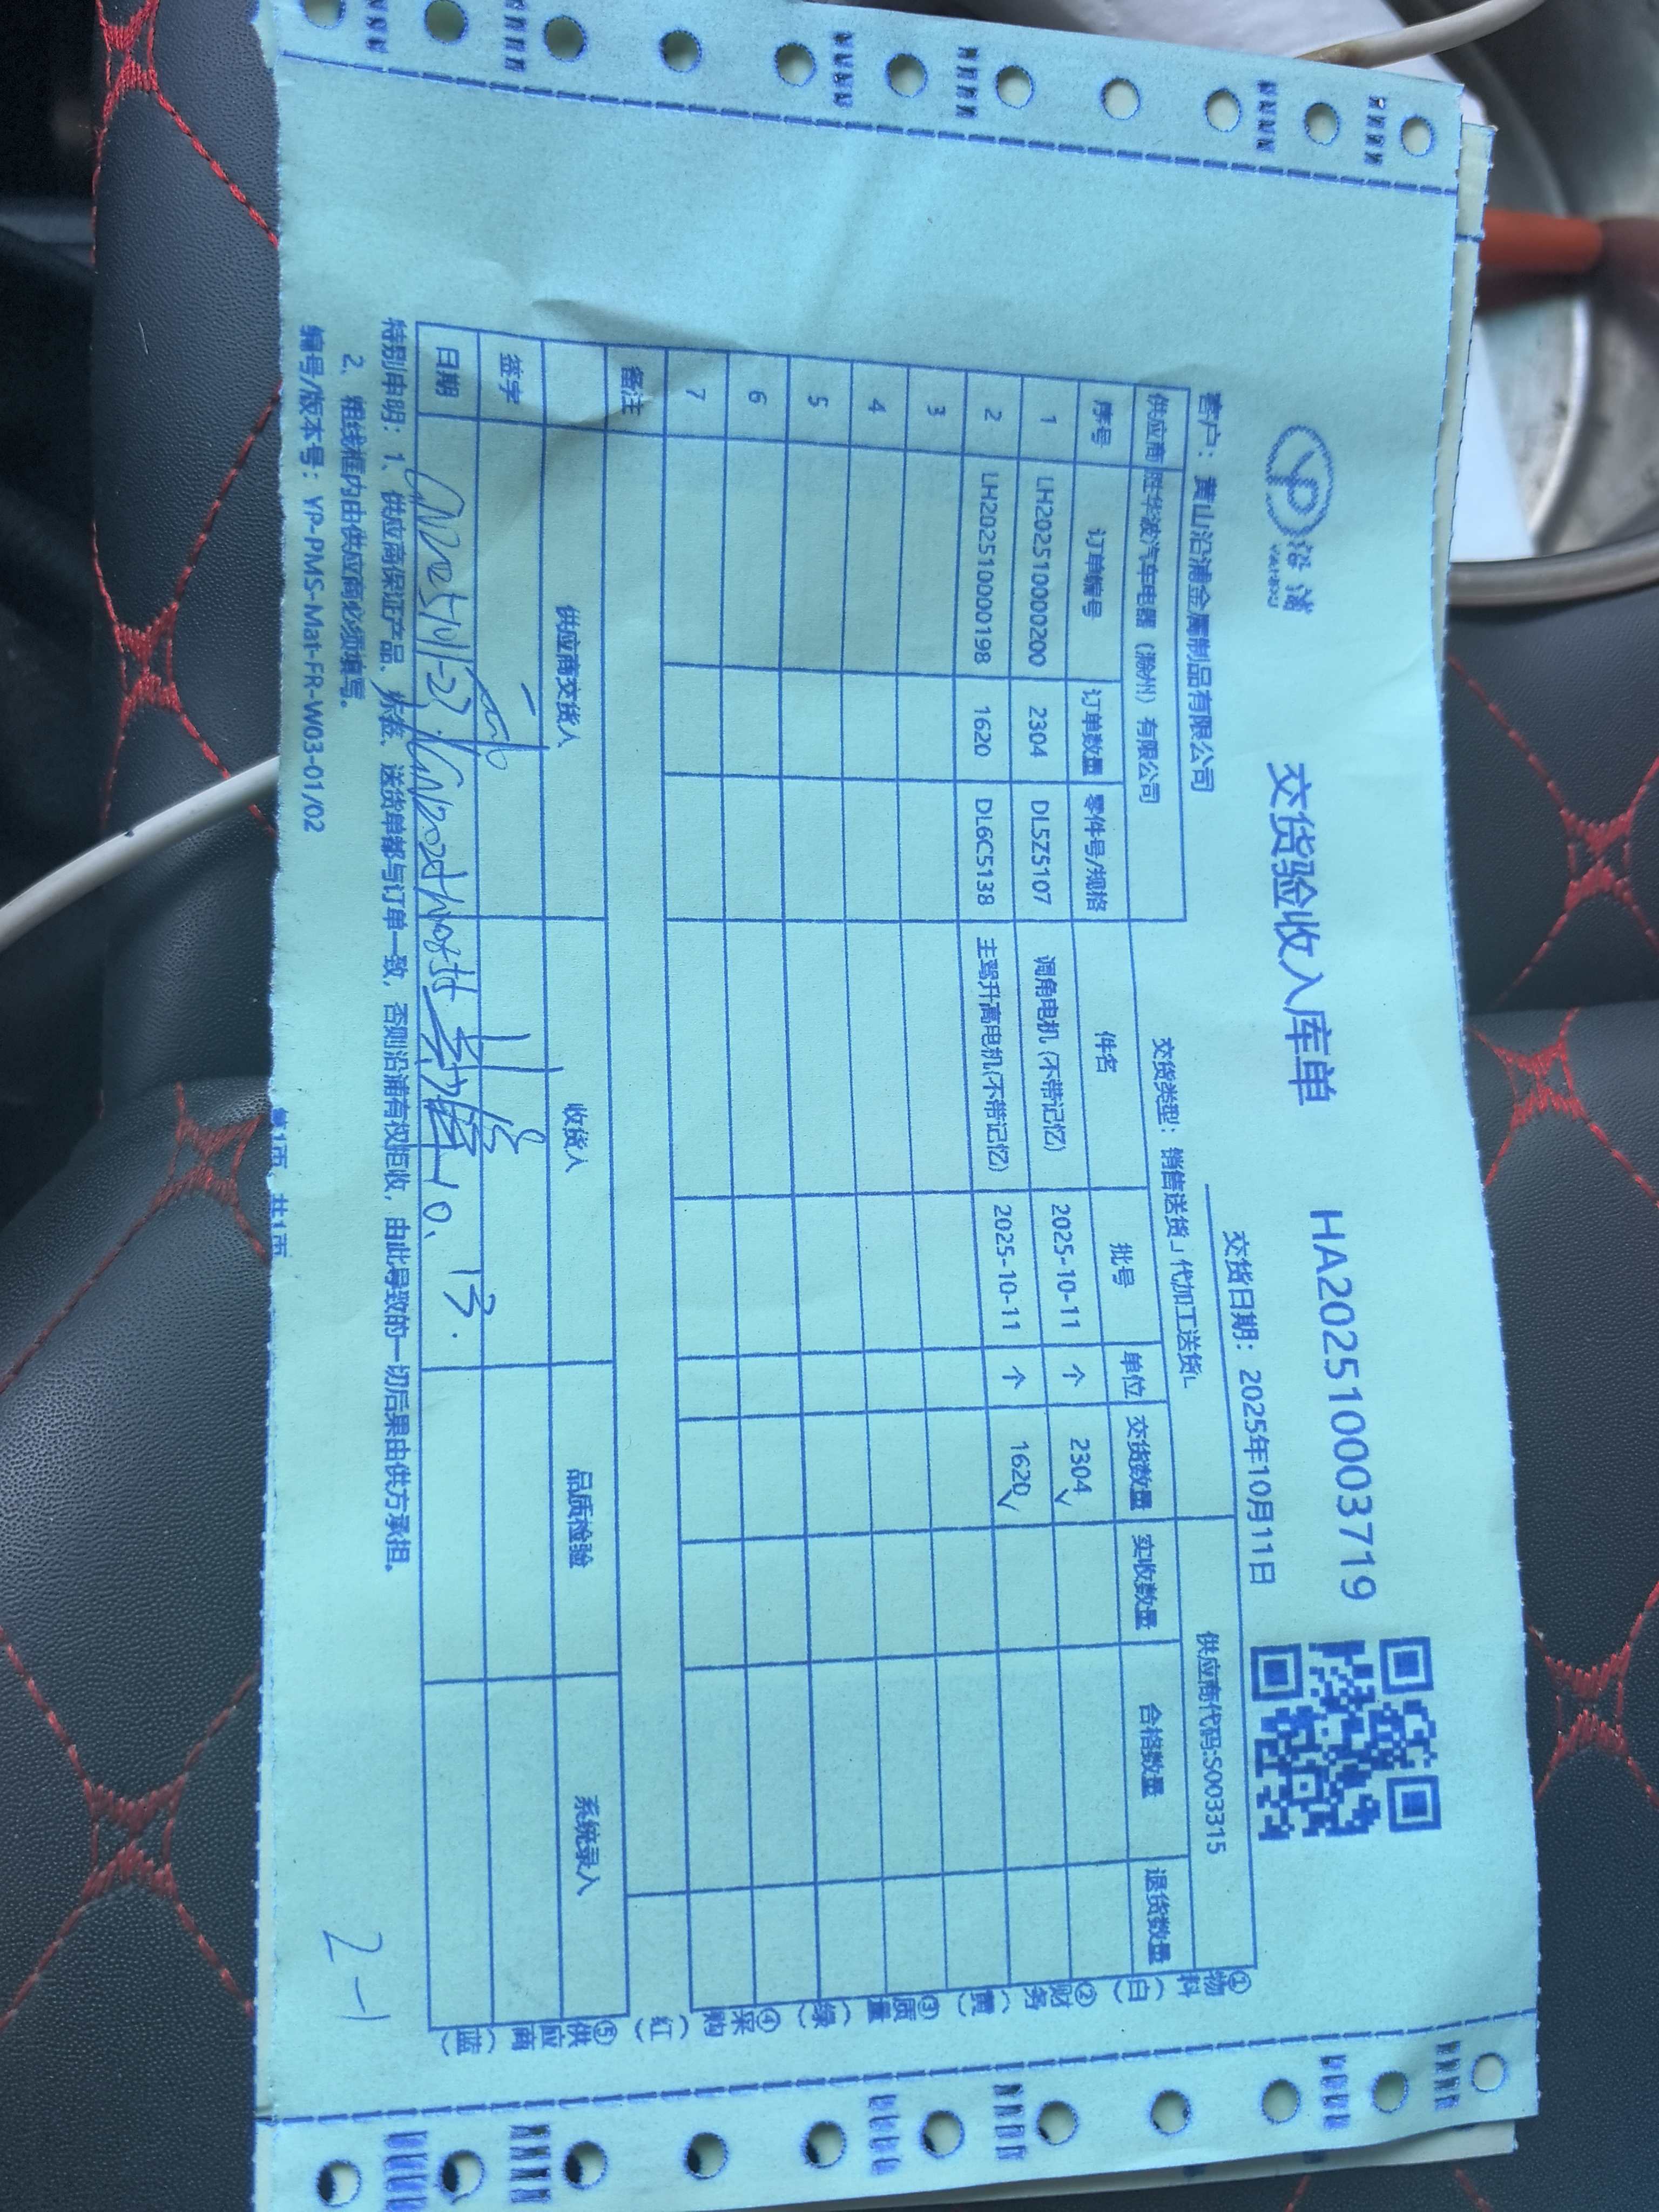 沿浦
交货验收入库单
HA202510003719
客户：黄山沿浦金属制品有限公司
交货日期：2025年10月11日
供应商 胜华波汽车电器（滁州）有限公司 交货类型：销售送货 代加工送货 供应商代码:S003315
序号 订单编号 订单数量 零件号/规格 件名 批号 单位 交货数量 实收数量 合格数量 退货数量
1 LH202510000200 2304 DL5Z5107 调角电机 (不带记忆) 2025-10-11 个 2304
2 LH202510000198 1620 DL6C5138 主驾升高电机(不带记忆) 2025-10-11 个 1620
3
4
5
6
7
备注
供应商交货人 收货人 品质检验 系统录入
签字
日期 10.13.
特别申明：1、供应商保证产品、标签、送货单都与订单一致，否则沿浦有权拒收，由此导致的一切后果由供方承担。
2、粗线框内由供应商必须填写。
编号/版本号：YP-PMS-Mat-FR-W03-01/02
第1页，共1页
①物料（白）②财务（黄）③质量（绿）④采购（红）⑤供应商（蓝）
2-1